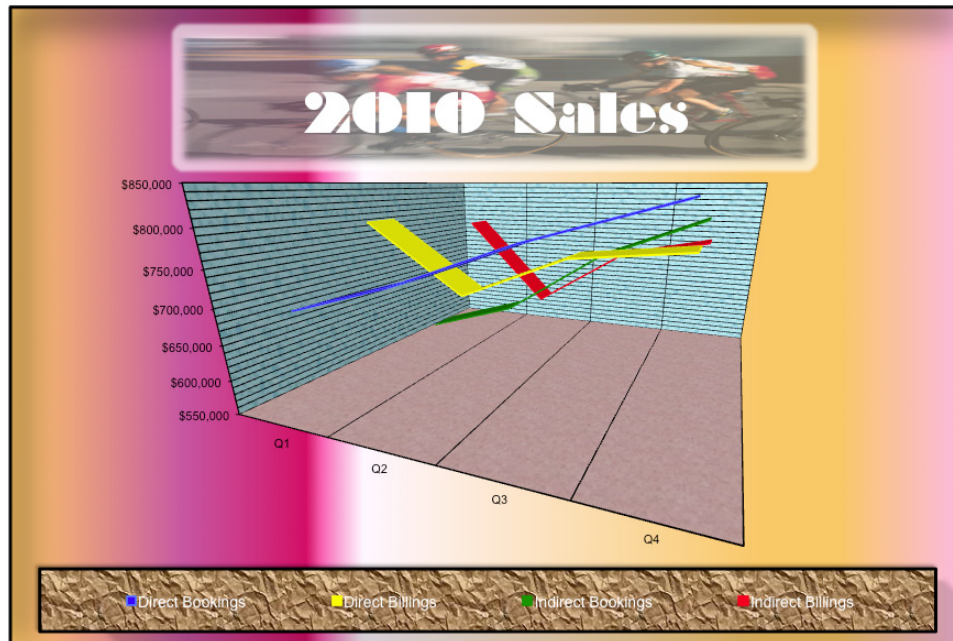 2010 Sales
$850,000
$800,000
$750,000
$700,000
$650,000
$600,000
$550,000
Q1
Q2
Q3
Q4
Direct Bookings Direct Billings Indirect Bookings Indirect Billings